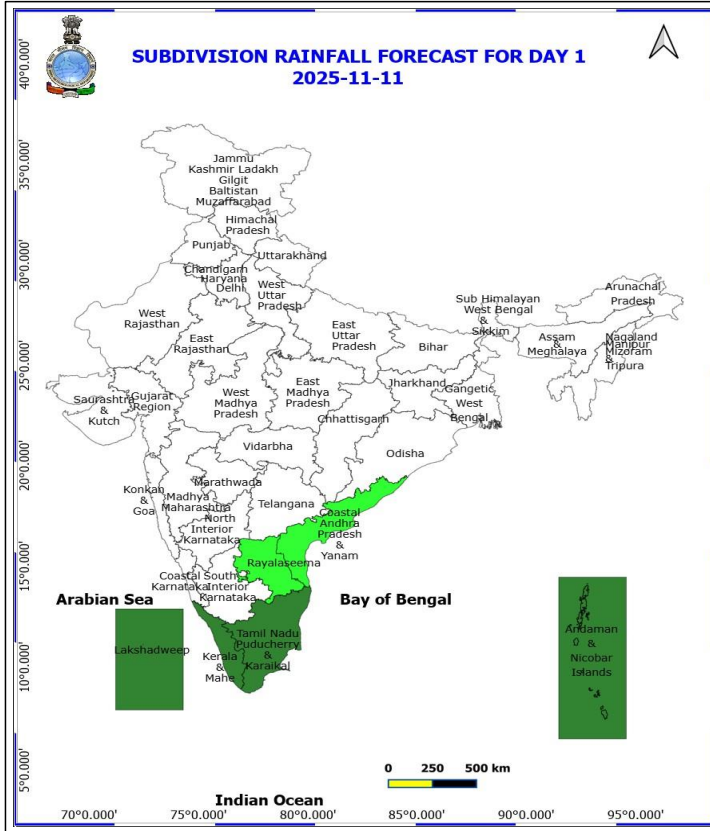 SUBDIVISION RAINFALL FORECAST FOR DAY 1
2025-11-11
40°0.000'
35°0.000'
30°0.000'
25°0.000'
20°0.000'
15°0.000'
10°0.000'
5°0.000'
Jammu
Kashmir Ladakh
Gilgit
Baltistan
Muzaffarabad
Himachal
Pradesh
Punjab
Uttarakhand
Chandigarh
Haryana
Delhi
West
Uttar
Pradesh
Arunachal
Pradesh
Sub Himalayan
West Bengal
&
Sikkim
West
Rajasthan
East
Rajasthan
East
Uttar
Pradesh
Bihar
Assam
&
Meghalaya
Nagaland
Manipur
Mizoram
&
Tripura
Saurashtra
&
Kutch
Gujarat
Region
West
Madhya
Pradesh
East
Madhya
Pradesh
Jharkhand
Gangetic
West
Bengal
Chhattisgarh
Vidarbha
Odisha
Konkan
&
Goa
Marathwada
Madhya
Maharashtra
Telangana
North
Interior
Karnataka
Coastal
Andhra
Pradesh
&
Yanam
Rayalaseema
Coastal
Karnataka
South
Interior
Karnataka
Arabian Sea
Bay of Bengal
Lakshadweep
Kerala
&
Mahe
Tamil Nadu
Puducherry
&
Karaikal
Andaman
&
Nicobar
Islands
0 250 500 km
Indian Ocean
70°0.000' 75°0.000' 80°0.000' 85°0.000' 90°0.000' 95°0.000'